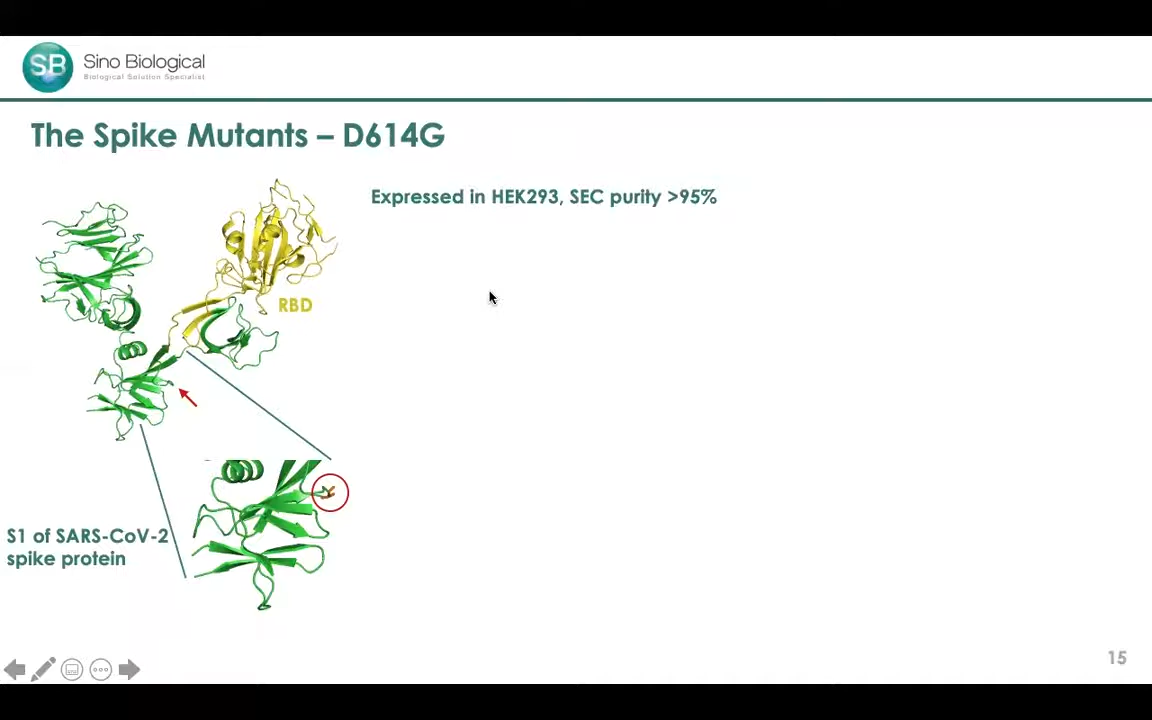 SB
Sino Biological
Biological Solution Specialist
The Spike Mutants – D614G
Expressed in HEK293, SEC purity >95%
RBD
S1 of SARS-CoV-2
spike protein
15